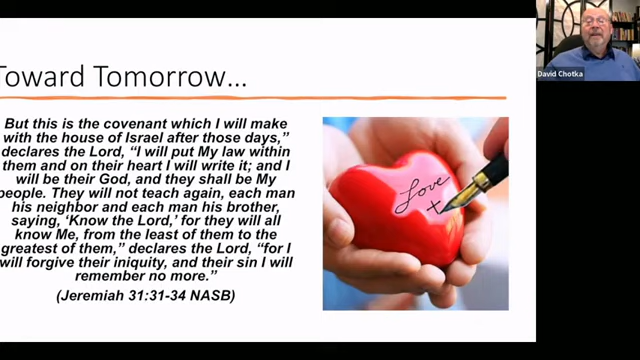 Toward Tomorrow...
But this is the covenant which I will make
with the house of Israel after those days,”
declares the Lord, “I will put My law within
them and on their heart I will write it; and I
will be their God, and they shall be My
people. They will not teach again, each man
his neighbor and each man his brother,
saying, ‘Know the Lord,’ for they will all
know Me, from the least of them to the
greatest of them,” declares the Lord, “for I
will forgive their iniquity, and their sin I will
remember no more.”
(Jeremiah 31:31-34 NASB)
Love
David Chotka